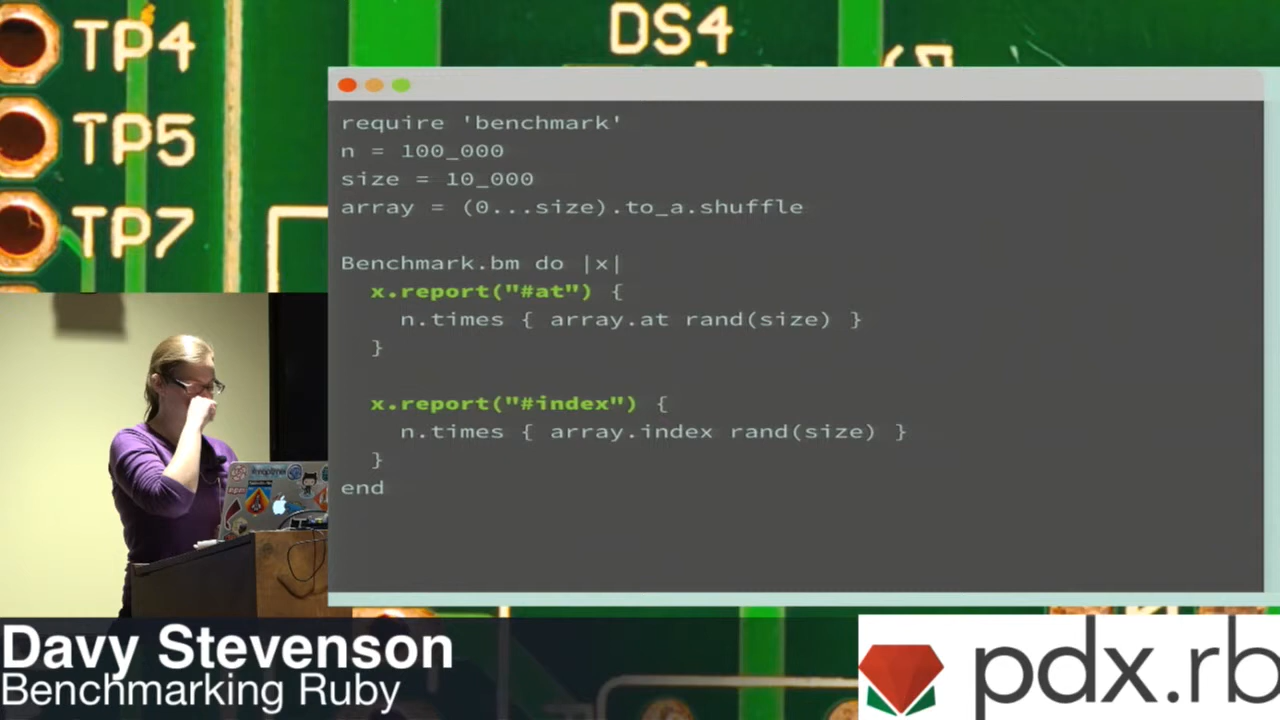 TP4
TP5
TP7
DS4
require 'benchmark'
n = 100_000
size = 10_000
array = (0...size).to_a.shuffle
Benchmark.bm do |x|
x.report("#at") {
n.times { array.at rand(size) }
}
x.report("#index") {
n.times { array.index rand(size) }
}
end
Davy Stevenson
Benchmarking Ruby
pdx.rb